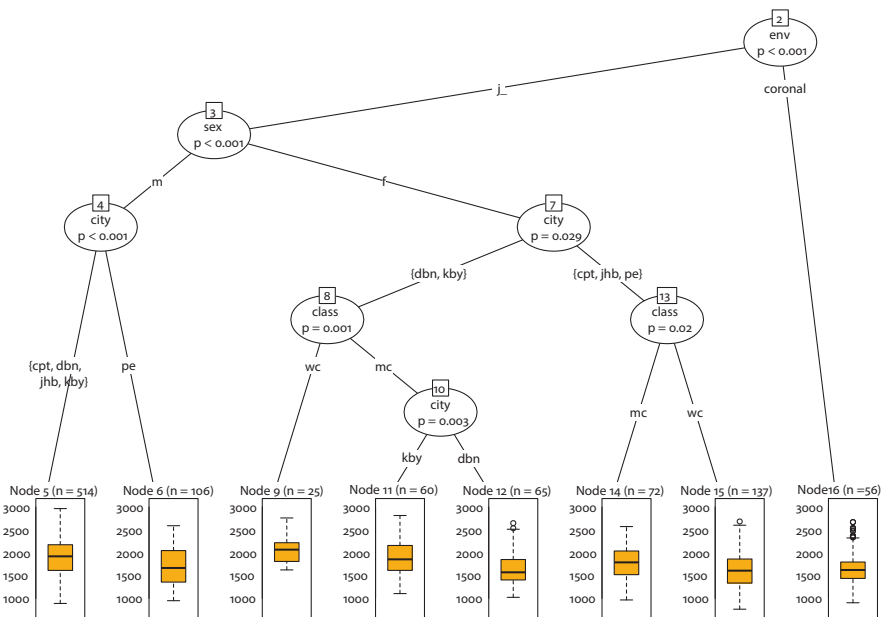 2
env
p < 0.001
j_
coronal
3
sex
p < 0.001
m
f
4
city
p < 0.001
7
city
p = 0.029
{dbn, kby}
{cpt, jhb, pe}
8
class
p = 0.001
13
class
p = 0.02
{cpt, dbn,
jhb, kby}
pe
wc
mc
10
city
p = 0.003
mc
wc
kby
dbn
Node 5 (n = 514)
Node 6 (n = 106)
Node 9 (n = 25)
Node 11 (n = 60)
Node 12 (n = 65)
Node 14 (n = 72)
Node 15 (n = 137)
Node16 (n =56)
3000 3000 3000 3000 3000 3000 3000 3000
2500 2500 2500 2500 2500 2500 2500 2500
2000 2000 2000 2000 2000 2000 2000 2000
1500 1500 1500 1500 1500 1500 1500 1500
1000 1000 1000 1000 1000 1000 1000 1000